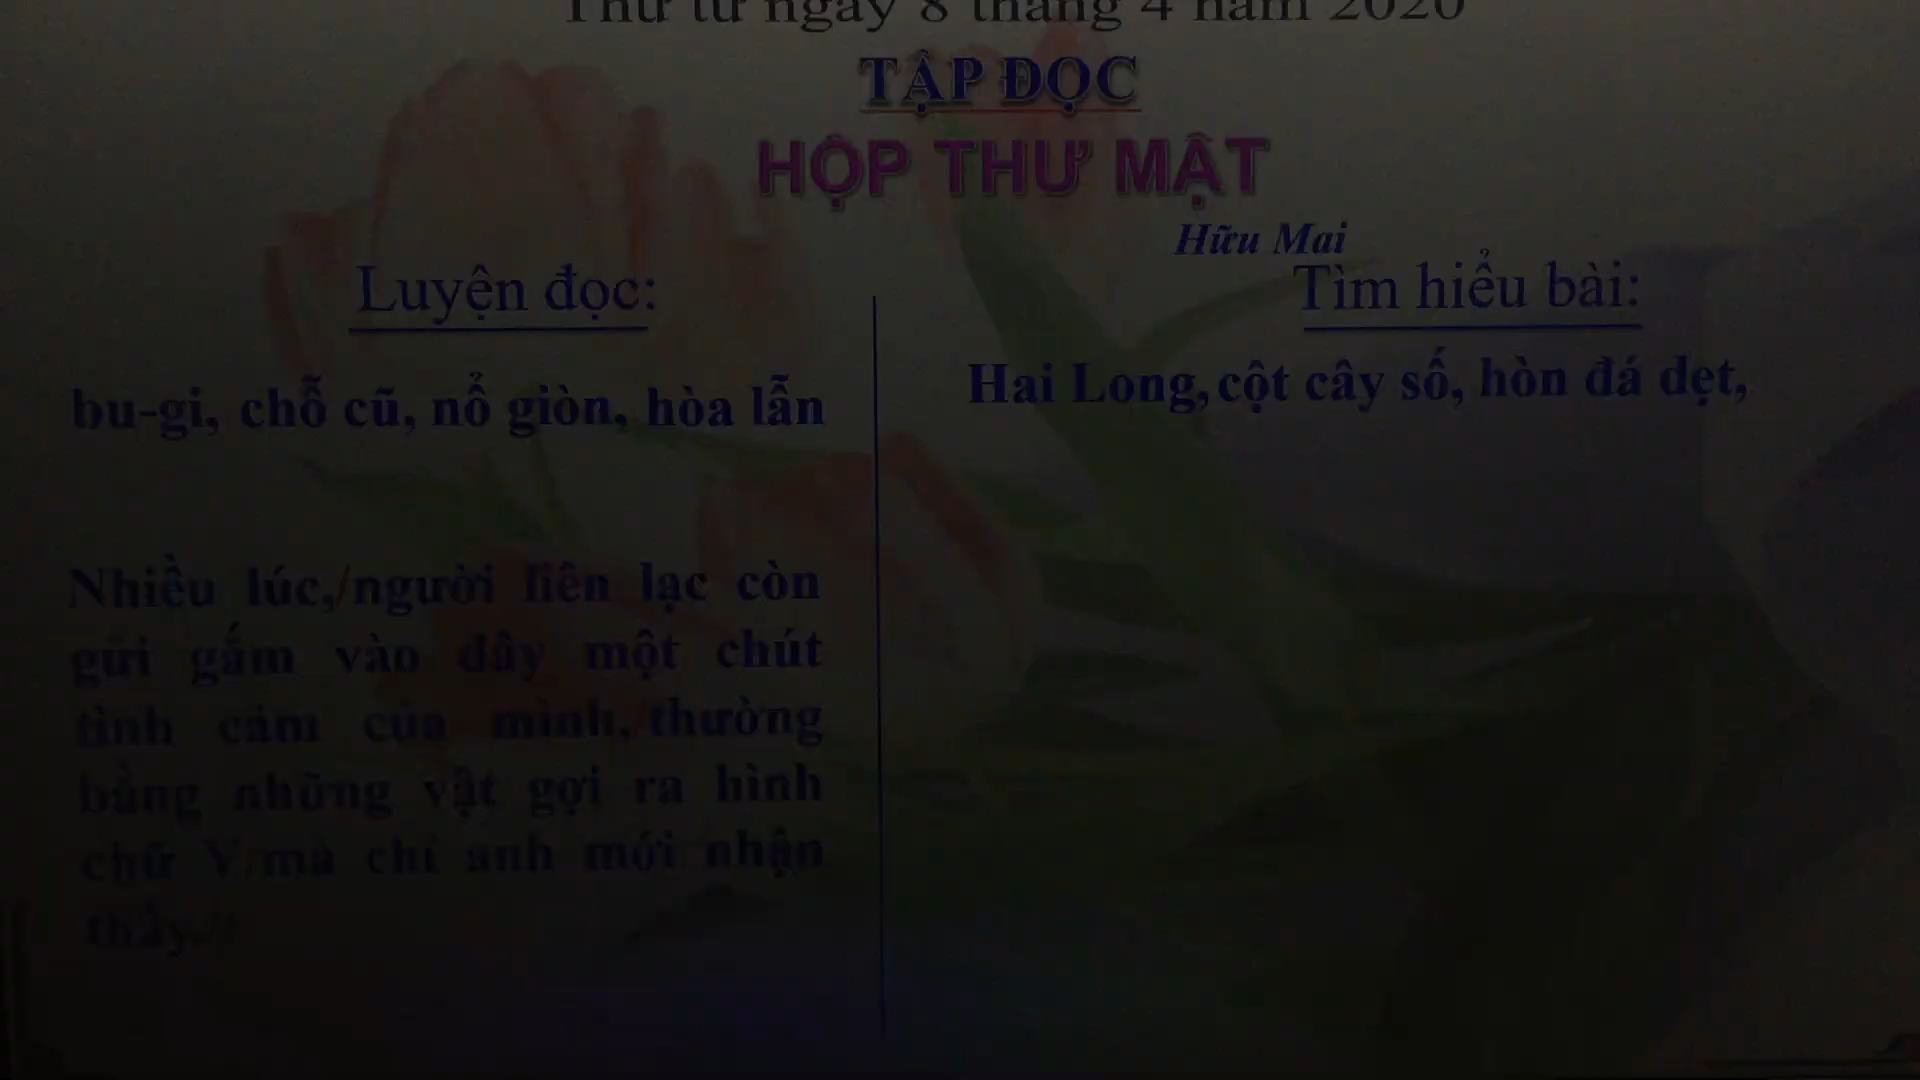 Thứ tư ngày 8 tháng 4 năm 2020
TẬP ĐỌC
HỘP THƯ MẬT
Hữu Mai
Luyện đọc:
bu-gi, chỗ cũ, nổ giòn, hòa lẫn
Nhiều lúc,/người liên lạc còn
gửi gắm vào đây một chút
tình cảm của mình,/thường
bằng những vật gợi ra hình
chữ V/mà chỉ anh mới nhận
thấy.//
Tìm hiểu bài:
Hai Long, cột cây số, hòn đá dẹt,